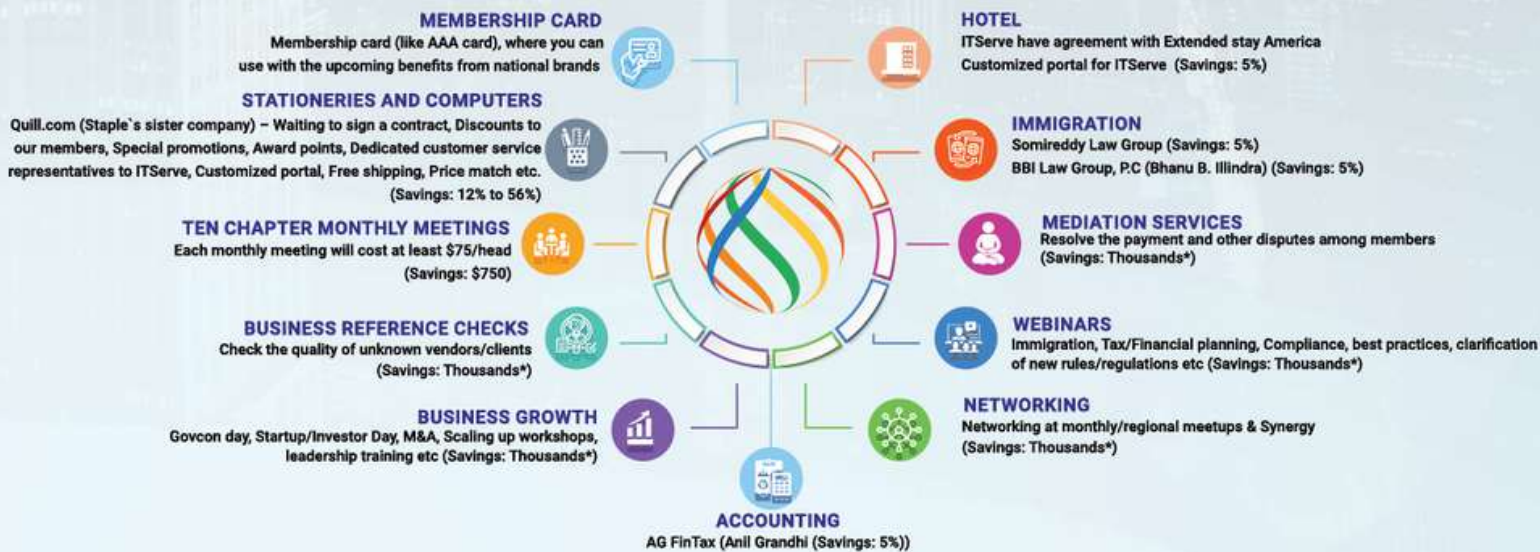 MEMBERSHIP CARD
Membership card (like AAA card), where you can
use with the upcoming benefits from national brands
STATIONERIES AND COMPUTERS
Quill.com (Staple`s sister company) – Waiting to sign a contract, Discounts to
our members, Special promotions, Award points, Dedicated customer service
representatives to ITServe, Customized portal, Free shipping, Price match etc.
(Savings: 12% to 56%)
TEN CHAPTER MONTHLY MEETINGS
Each monthly meeting will cost at least $75/head
(Savings: $750)
BUSINESS REFERENCE CHECKS
Check the quality of unknown vendors/clients
(Savings: Thousands*)
BUSINESS GROWTH
Govcon day, Startup/Investor Day, M&A, Scaling up workshops,
leadership training etc (Savings: Thousands*)
HOTEL
ITServe have agreement with Extended stay America
Customized portal for ITServe (Savings: 5%)
IMMIGRATION
Somireddy Law Group (Savings: 5%)
BBI Law Group, P.C (Bhanu B. Illindra) (Savings: 5%)
MEDIATION SERVICES
Resolve the payment and other disputes among members
(Savings: Thousands*)
WEBINARS
Immigration, Tax/Financial planning, Compliance, best practices, clarification
of new rules/regulations etc (Savings: Thousands*)
NETWORKING
Networking at monthly/regional meetups & Synergy
(Savings: Thousands*)
ACCOUNTING
AG FinTax (Anil Grandhi (Savings: 5%))